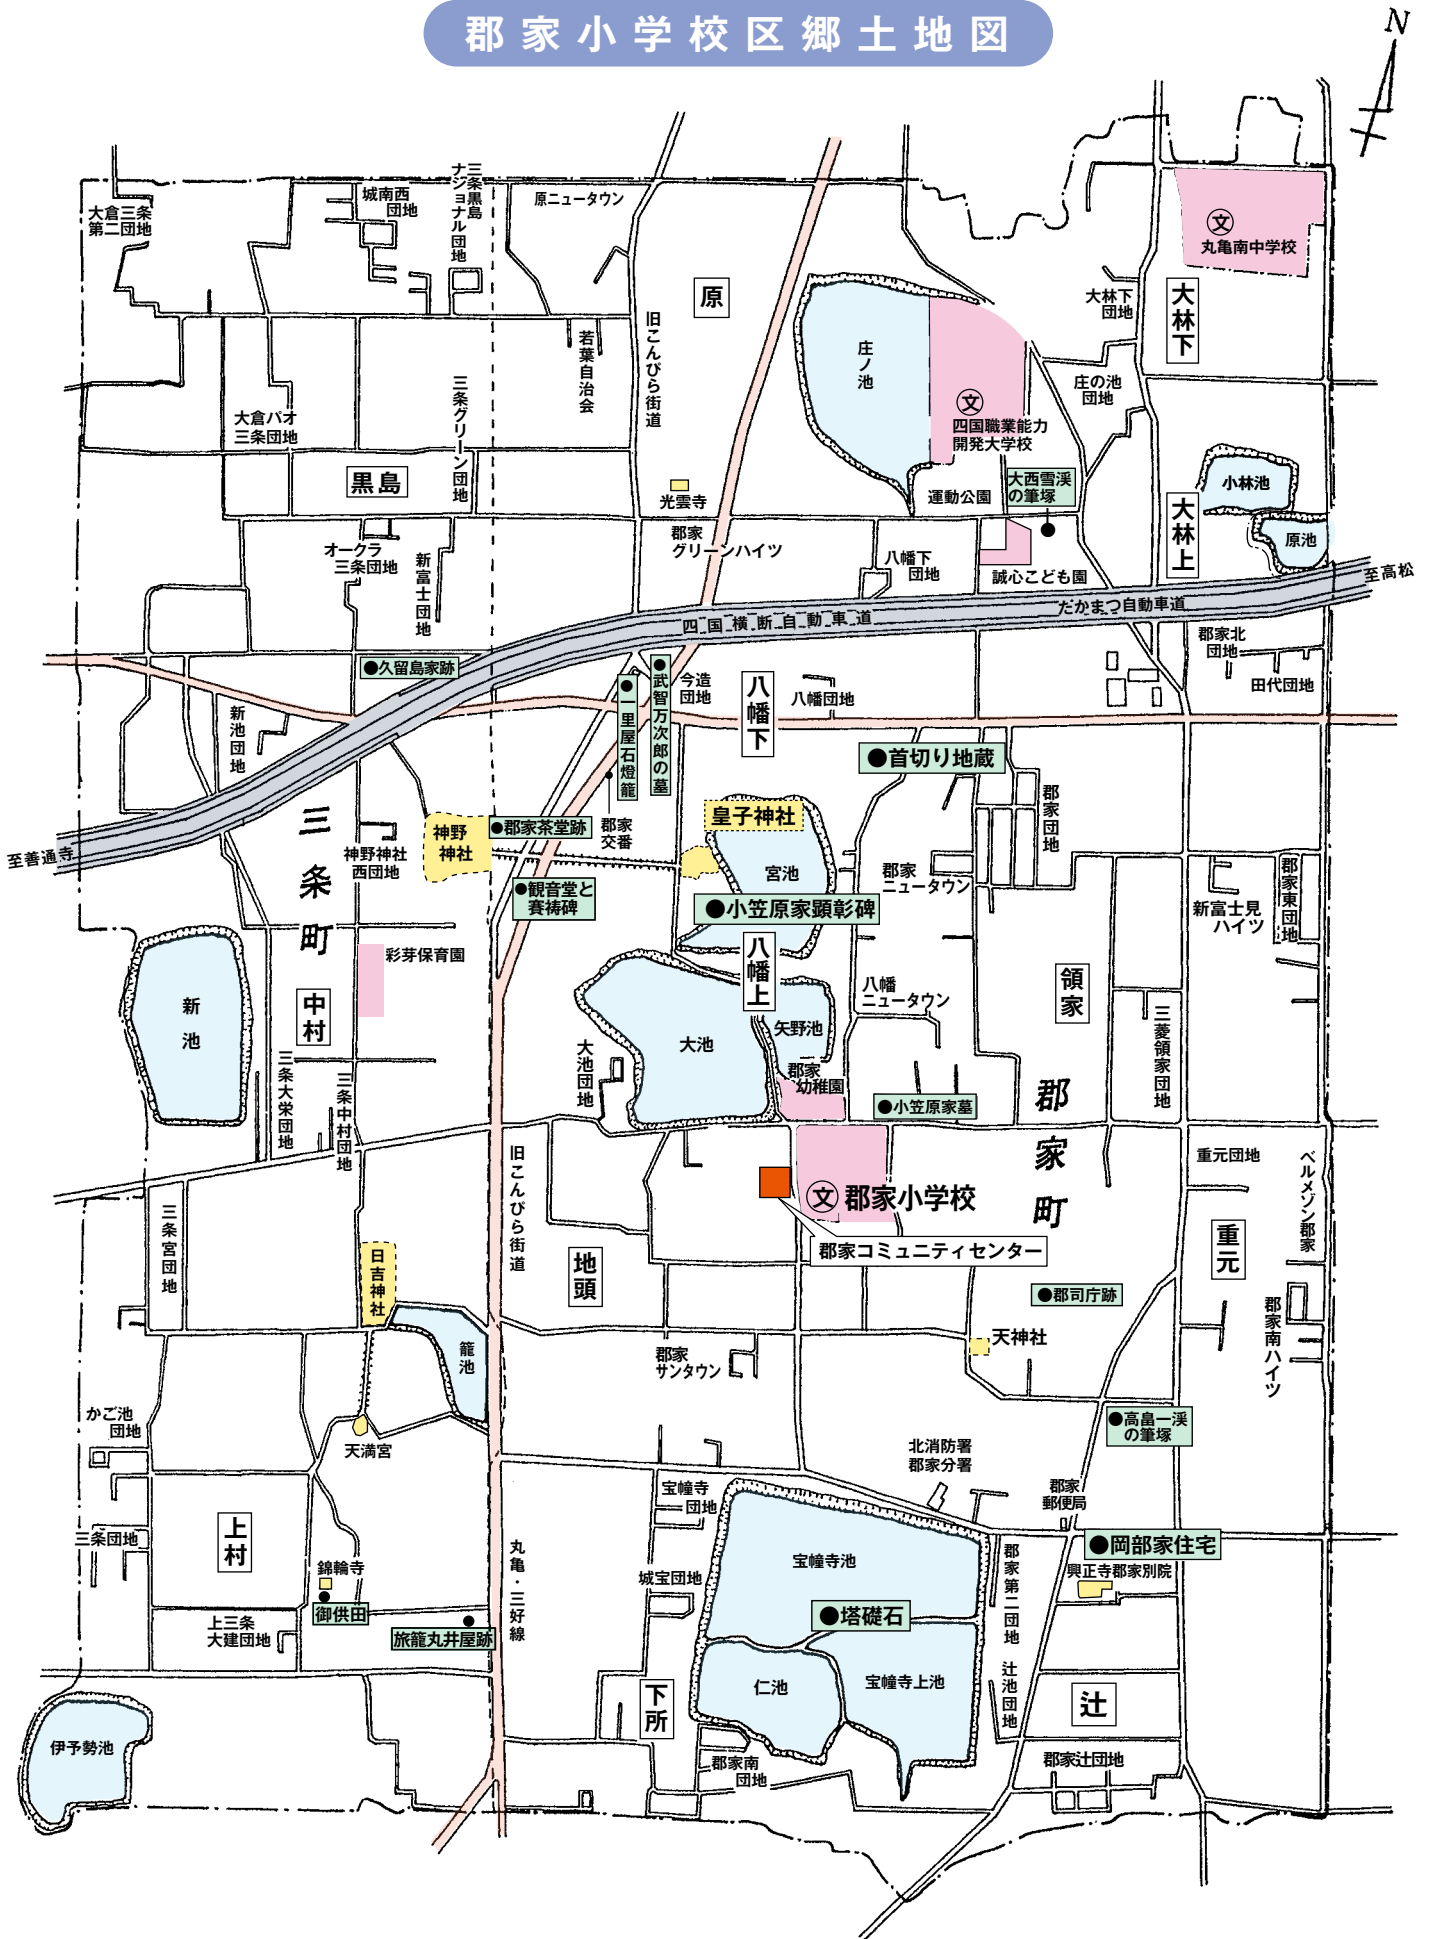 郡家小学校区郷土地図
N
大倉三条
第二団地
城南西
団地
三条黒島
ナショナル団地
原ニュータウン
原
旧こんぴら街道
若葉自治会
三条グリーン団地
大倉パオ
三条団地
黒島
庄ノ池
文
四国職業能力
開発大学校
文
丸亀南中学校
大林下
団地
大林下
庄の池
団地
小林池
原池
大林上
大西雪渓
の筆塚
運動公園
光雲寺
郡家
グリーンハイツ
八幡下
団地
誠心こども園
オークラ
三条団地
新富士団地
至高松
たかまつ自動車道
四国横断自動車道
郡家北
団地
田代団地
●久留島家跡
●武智万次郎の墓
●一里屋石燈籠
今造
団地
八幡下
八幡団地
●首切り地蔵
新池団地
至善通寺
三条町
神野神社
西団地
神野
神社
●郡家茶堂跡
郡家
交番
●観音堂と
賽祷碑
皇子神社
宮池
●小笠原家顕彰碑
郡家団地
郡家
ニュータウン
新富士見
ハイツ
郡家東団地
八幡上
八幡
ニュータウン
領家
三菱領家団地
彩芽保育園
中村
新池
三条大栄団地
三条中村団地
大池団地
大池
矢野池
郡家
幼稚園
●小笠原家墓
郡家町
文
郡家小学校
郡家コミュニティセンター
重元団地
ベルメゾン郡家
重元
旧こんぴら街道
地頭
三条宮団地
日吉神社
籠池
●郡司庁跡
天神社
郡家南ハイツ
郡家
サンタウン
かご池
団地
天満宮
●高畠一渓
の筆塚
北消防署
郡家分署
郡家
郵便局
宝幢寺
団地
三条団地
上村
錦輪寺
御供田
上三条
大建団地
旅籠丸井屋跡
丸亀・三好線
城宝団地
宝幢寺池
●塔礎石
仁池
宝幢寺上池
郡家第二団地
辻池団地
●岡部家住宅
興正寺郡家別院
辻
郡家辻団地
下所
郡家南
団地
伊予勢池